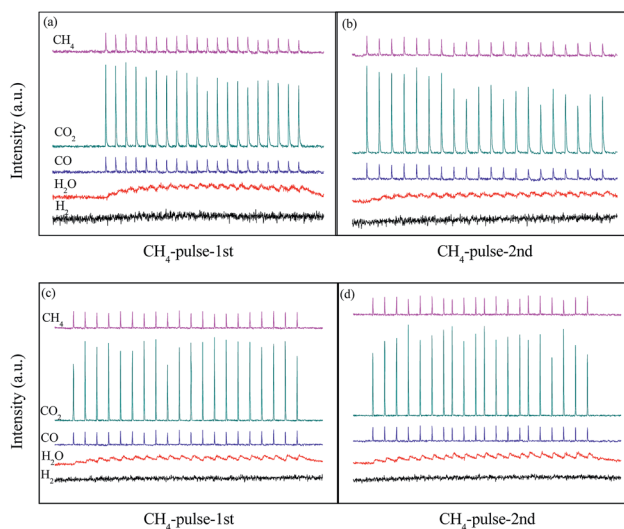 (a)
(b)
CH₄
CO₂
CO
H₂O
H₂
Intensity (a.u.)
CH₄-pulse-1st
CH₄-pulse-2nd
(c)
(d)
CH₄
CO₂
CO
H₂O
H₂
Intensity (a.u.)
CH₄-pulse-1st
CH₄-pulse-2nd